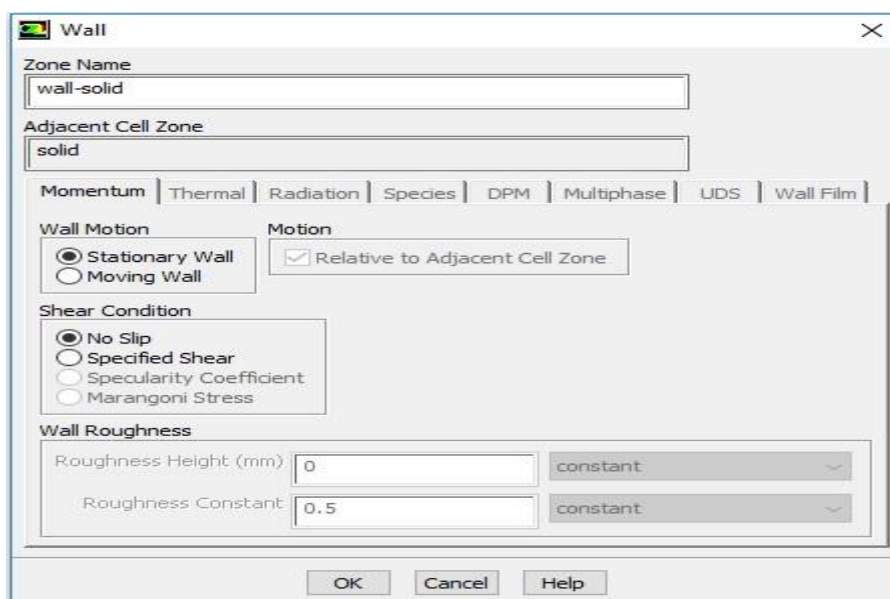 Wall
Zone Name
wall-solid
Adjacent Cell Zone
solid
Momentum Thermal Radiation Species DPM Multiphase UDS Wall Film
Wall Motion Motion
Stationary Wall Relative to Adjacent Cell Zone
Moving Wall
Shear Condition
No Slip
Specified Shear
Specularity Coefficient
Marangoni Stress
Wall Roughness
Roughness Height (mm) 0 constant
Roughness Constant 0.5 constant
OK Cancel Help